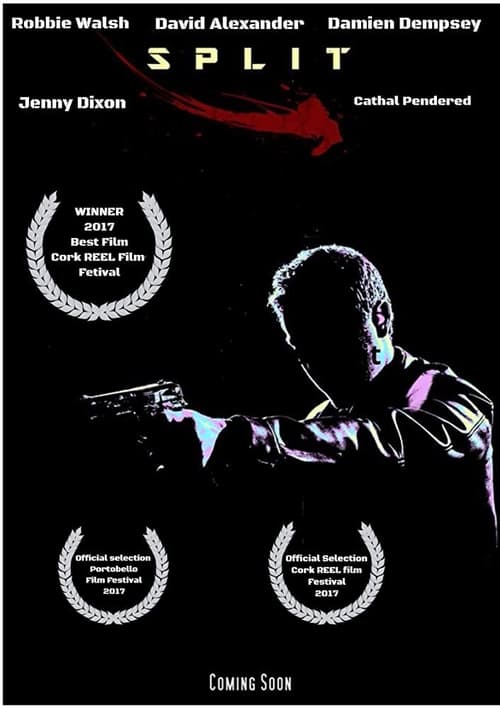 Robbie Walsh David Alexander Damien Dempsey
SPLIT
Jenny Dixon Cathal Pendered
WINNER
2017
Best Film
Cork REEL Film
Fetival
t
Official selection
Portobello
Film Festival
2017
Official Selection
Cork REEL film
Festival
2017
Coming Soon